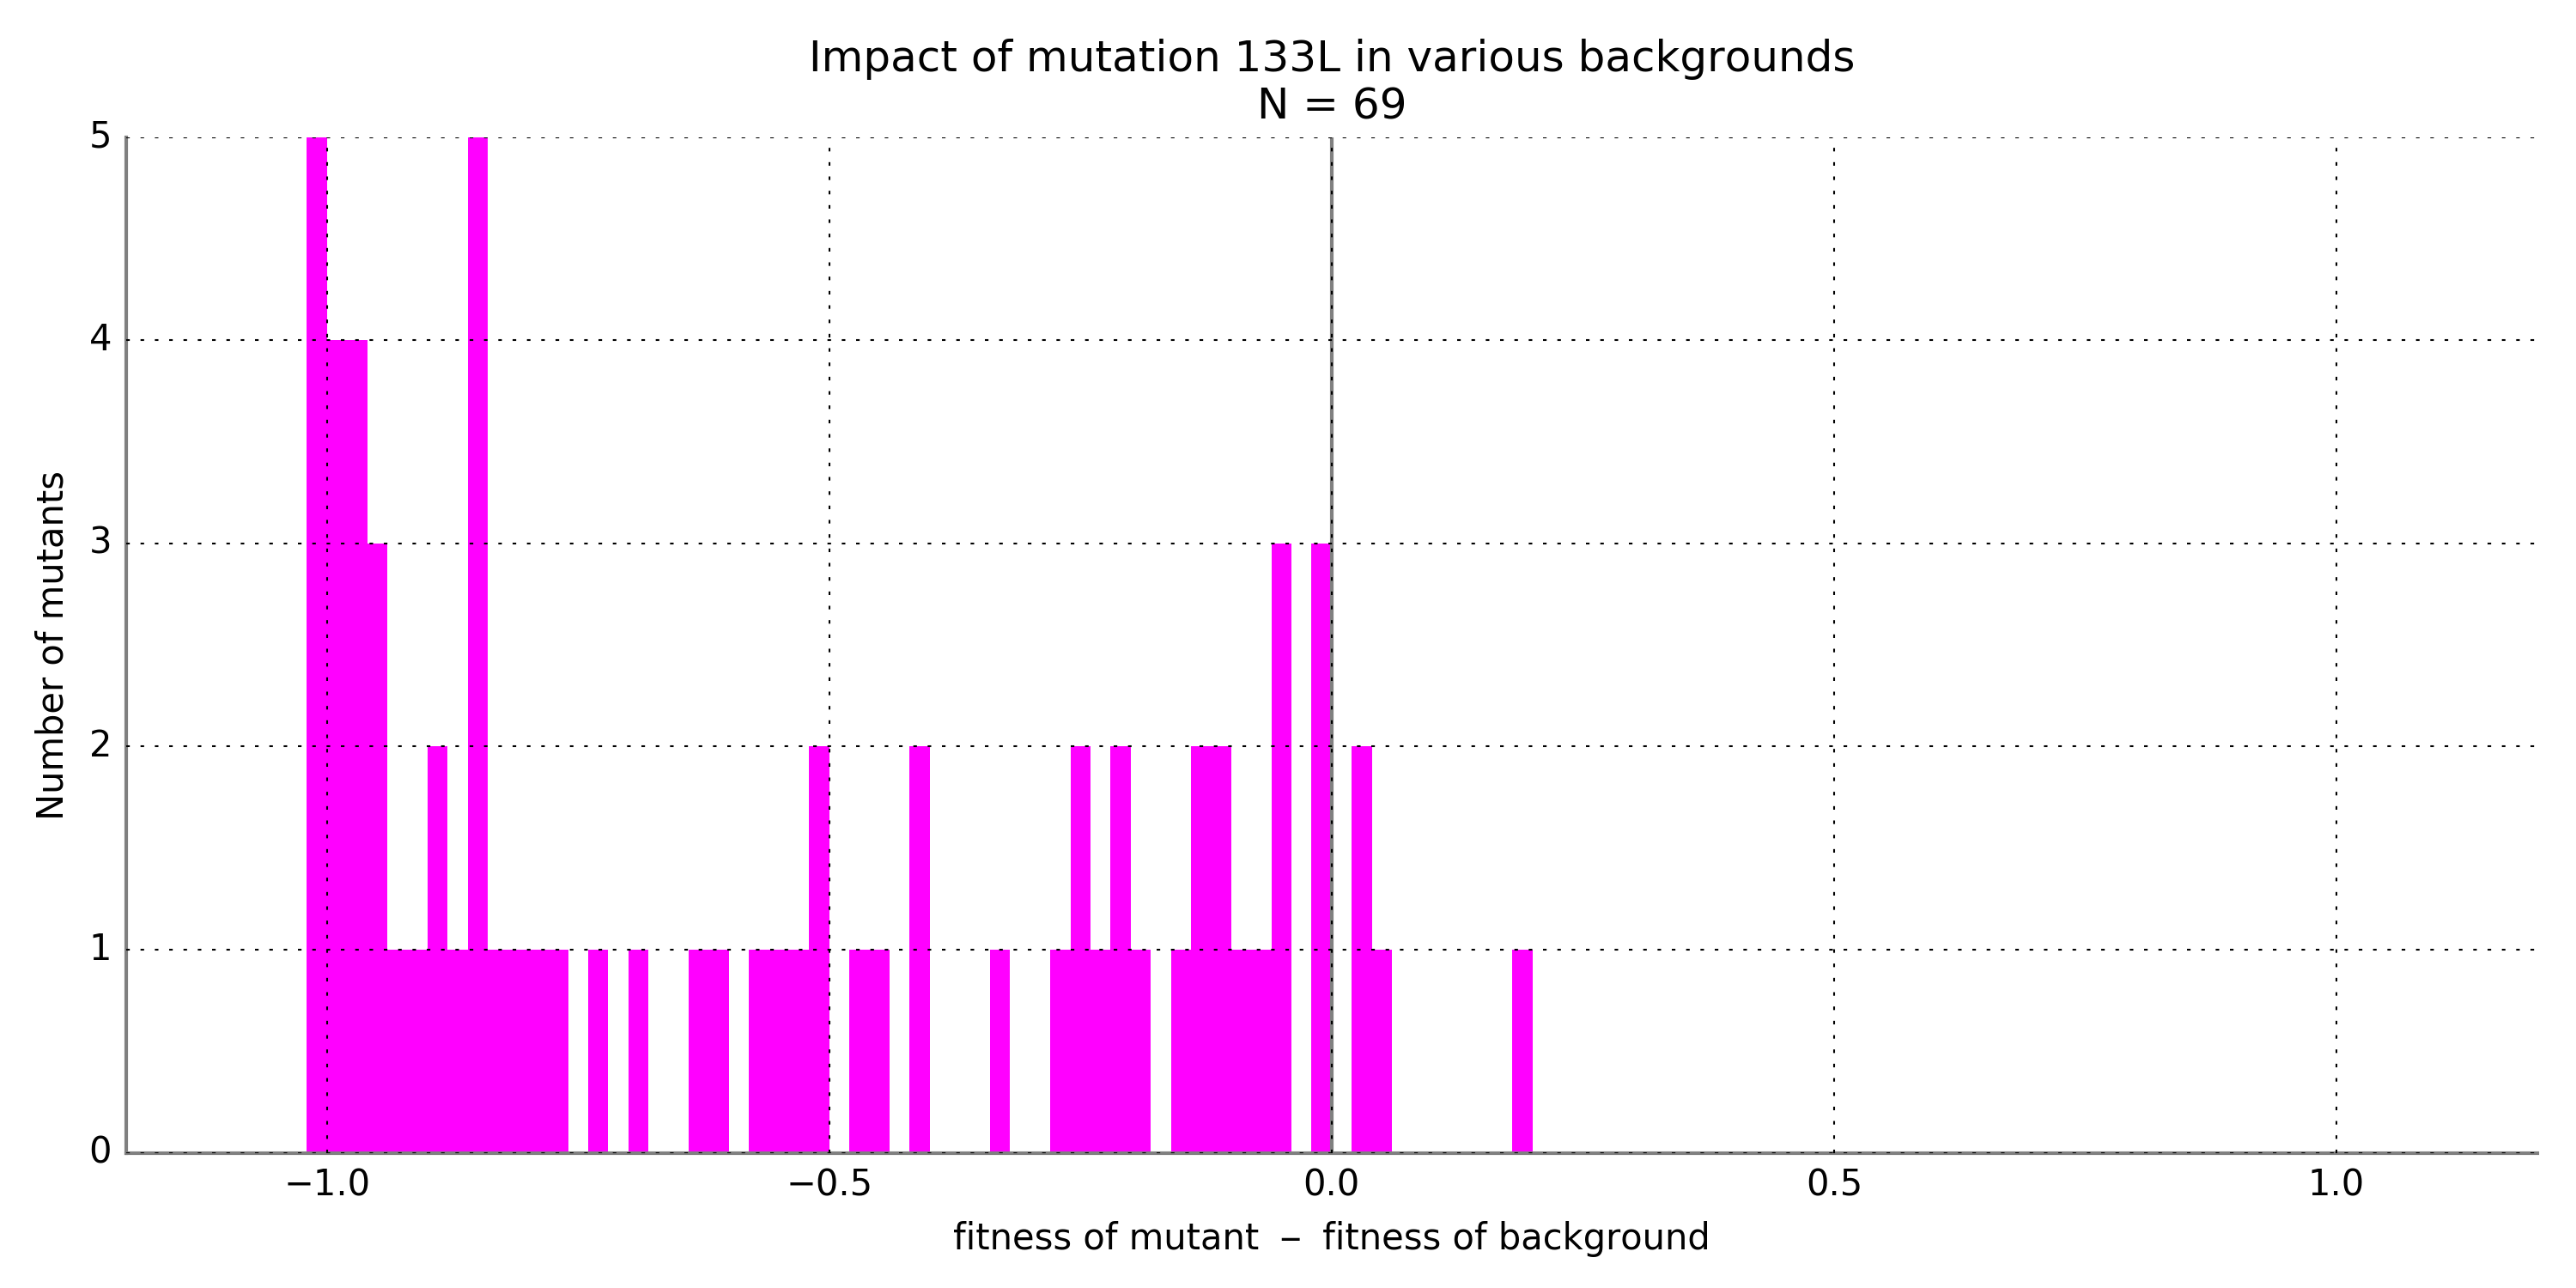 Impact of mutation 133L in various backgrounds
N = 69
5
4
3
2
1
0
Number of mutants
−1.0 −0.5 0.0 0.5 1.0
fitness of mutant – fitness of background